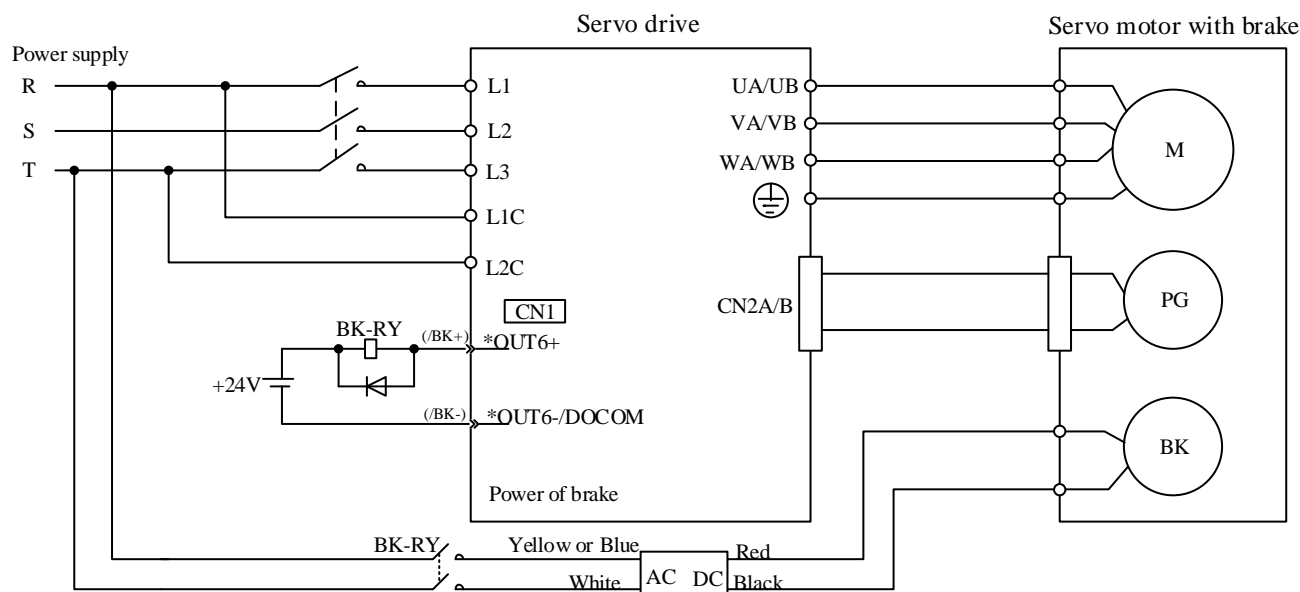 Servo drive
Servo motor with brake
Power supply
R
L1
UA/UB
S
L2
VA/VB
M
T
L3
WA/WB
L1C
L2C
CN2A/B
PG
CN1
BK-RY
(/BK+)
*OUT6+
+24V
(/BK-)
*OUT6-/DOCOM
BK
Power of brake
BK-RY
Yellow or Blue
AC DC
Red
White
Black